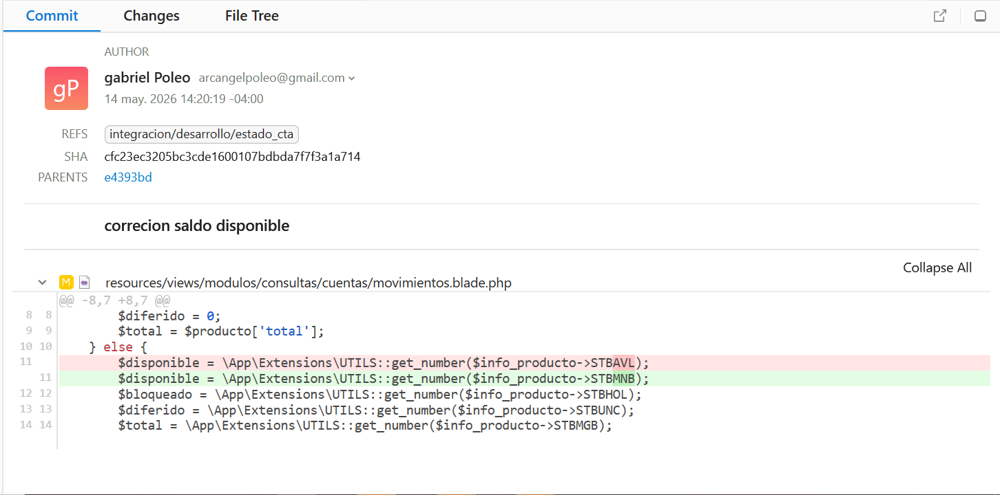 Commit Changes File Tree
AUTHOR
gP
gabriel Poleo arcangelpoleo@gmail.com
14 may. 2026 14:20:19 -04:00
REFS integracion/desarrollo/estado_cta
SHA cfc23ec3205bc3cde1600107bdbda7f7f3a1a714
PARENTS e4393bd
correcion saldo disponible
Collapse All
M resources/views/modulos/consultas/cuentas/movimientos.blade.php
@@ -8,7 +8,7 @@
8 8 $diferido = 0;
9 9 $total = $producto['total'];
10 10 } else {
11 $disponible = \App\Extensions\UTILS::get_number($info_producto->STBAVL);
11 $disponible = \App\Extensions\UTILS::get_number($info_producto->STBMNB);
12 12 $bloqueado = \App\Extensions\UTILS::get_number($info_producto->STBHOL);
13 13 $diferido = \App\Extensions\UTILS::get_number($info_producto->STBUNC);
14 14 $total = \App\Extensions\UTILS::get_number($info_producto->STBMGB);